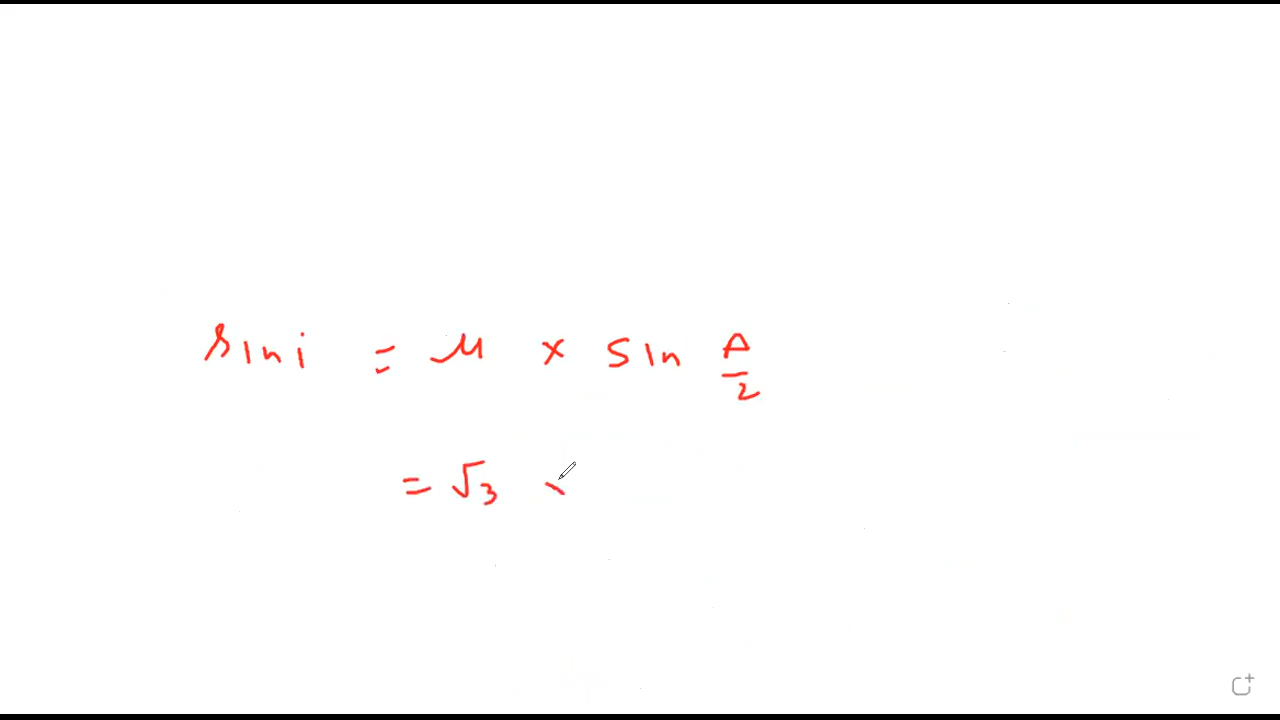 sin i = μ × sin A/2
= √3 ×